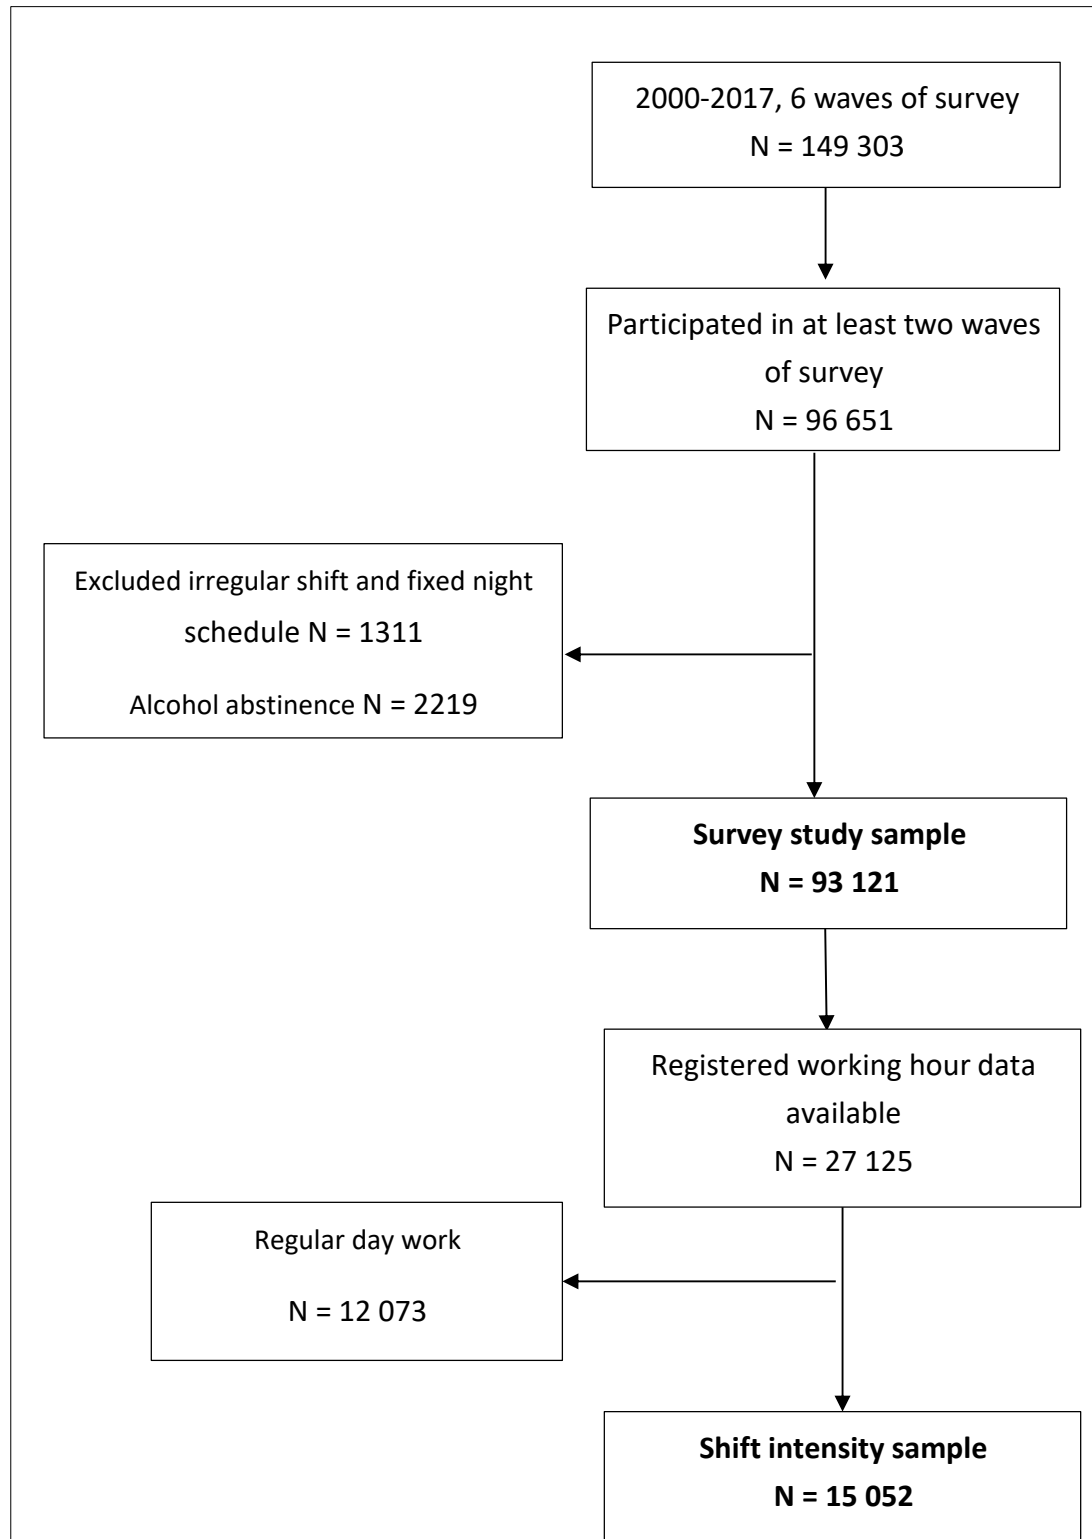 2000-2017, 6 waves of survey
N = 149 303
Participated in at least two waves
of survey
N = 96 651
Excluded irregular shift and fixed night
schedule N = 1311
Alcohol abstinence N = 2219
Survey study sample
N = 93 121
Registered working hour data
available
N = 27 125
Regular day work
N = 12 073
Shift intensity sample
N = 15 052